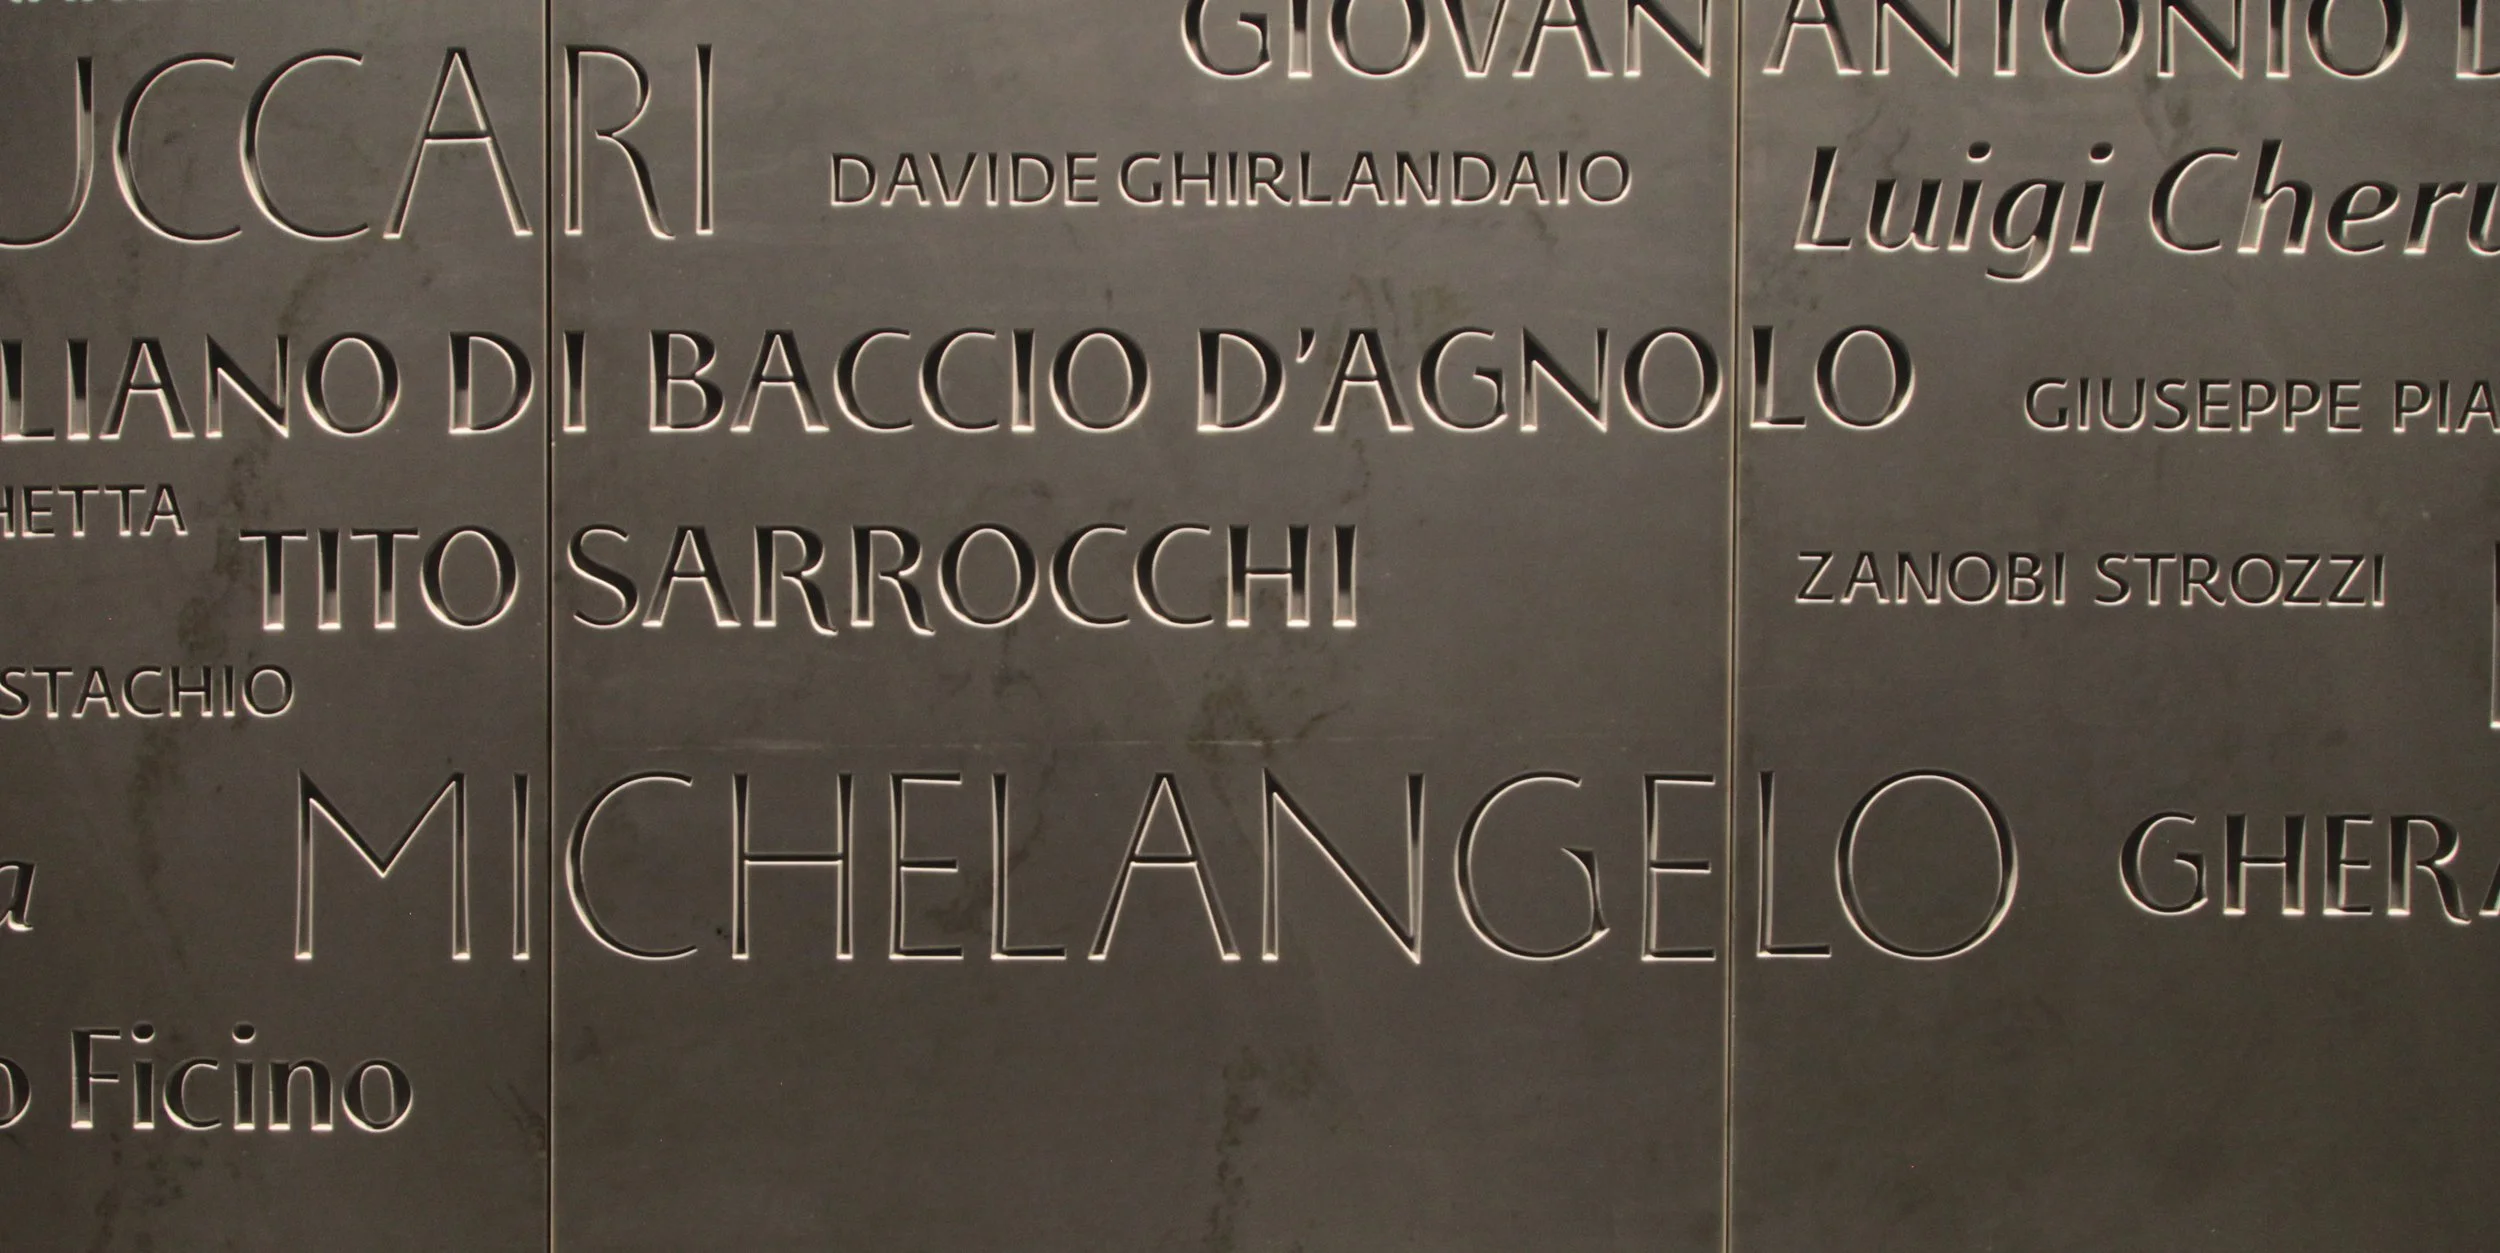 UCCARI
GIOVAN ANTONIO
DAVIDE GHIRLANDAIO
Luigi Cheru
LIANO DI BACCIO D'AGNOLO
GIUSEPPE PIA
HETTA
TITO SARROCCHI
ZANOBI STROZZI
STACHIO
MICHELANGELO
GHERA
a
o Ficino